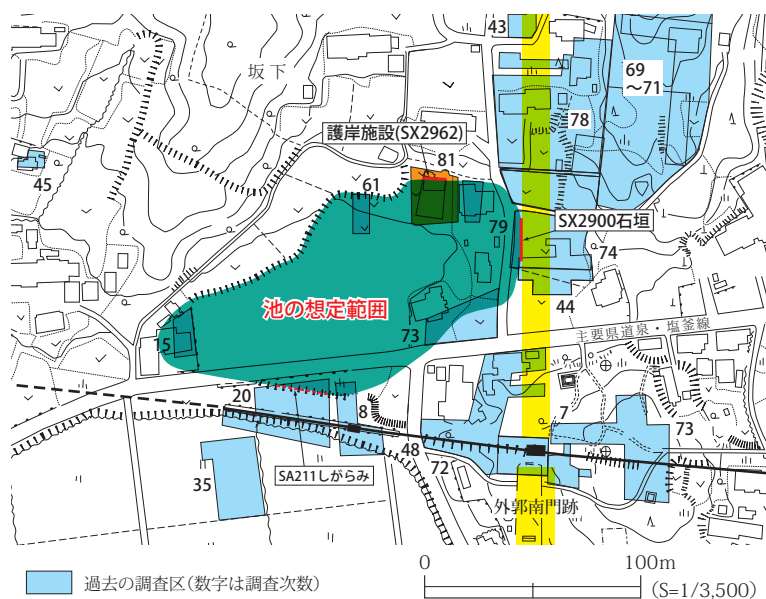 43
坂下
69
～71
78
護岸施設(SX2962)
81
45
61
SX2900石垣
79
74
池の想定範囲
44
主要県道泉・塩釜線
15
73
20
8
7
73
48
72
SA211しがらみ
35
外郭南門跡
0 100m
過去の調査区(数字は調査次数)
(S=1/3,500)